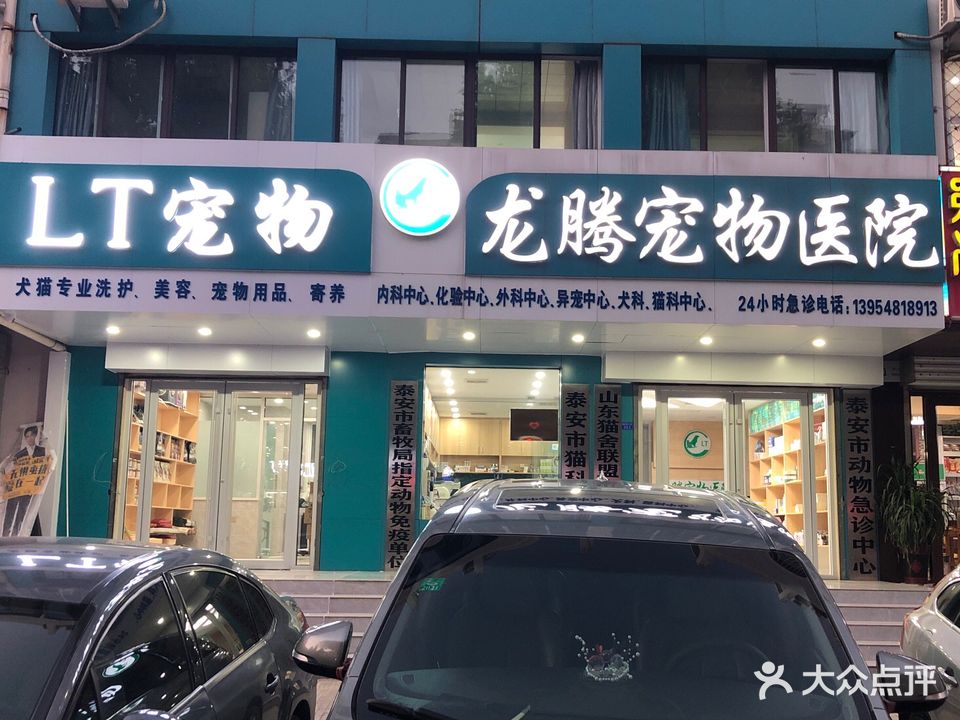 LT宠物
龙腾宠物医院
犬猫专业洗护、美容、宠物用品、寄养
内科中心、化验中心、外科中心、异宠中心、犬科、猫科中心、
24小时急诊电话：13954818913
泰安市畜牧局指定动物免疫单位
泰安市猫科
山东猫舍联盟
泰安市动物急诊中心
LT
大众点评